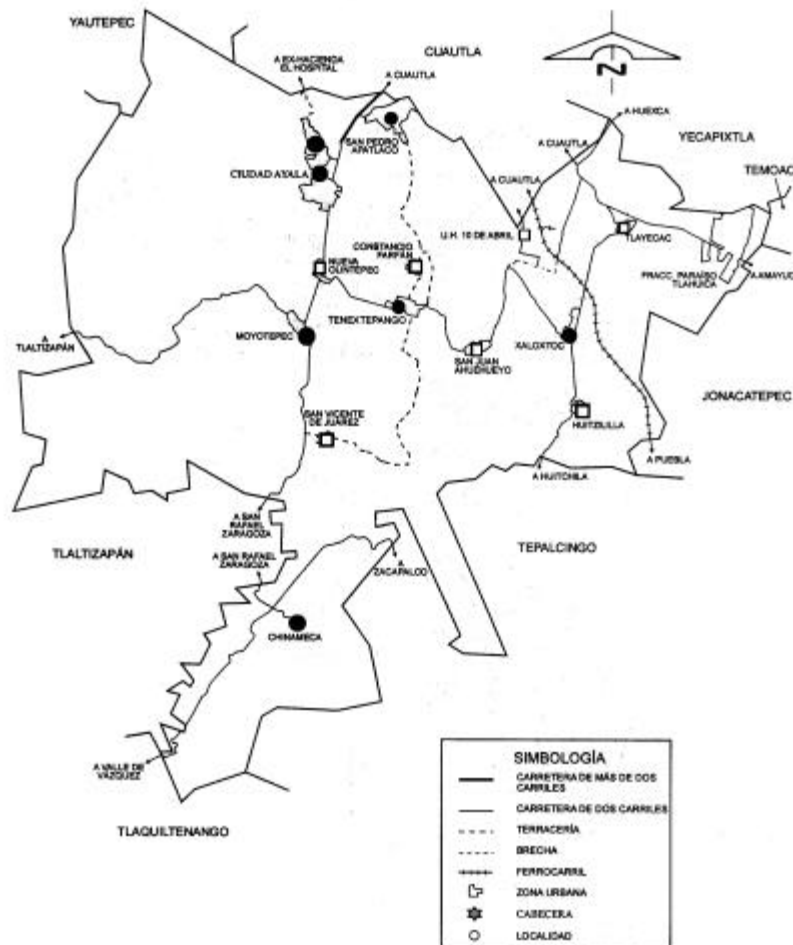 YAUTEPEC
CUAUTLA
A EX-HACIENDA
EL HOSPITAL
A CUAUTLA
N
SAN PEDRO
APATLACO
CIUDAD AYALA
A HUEXCA
YECAPIXTLA
A CUAUTLA
TEMOAC
A CUAUTLA
U.H. 10 DE ABRIL
TLAYECAC
FRACC. PARAÍSO
TLAHUICA
A AMAYUC
CONSTANCIO
FARFÁN
NUEVA
OLINTEPEC
TENEXTEPANGO
A
TLALTIZAPÁN
MOYOTEPEC
SAN JUAN
AHUEHUEYO
XALOXTOC
JONACATEPEC
SAN VICENTE
DE JUÁREZ
HUITZILILLA
A PUEBLA
A HUITCHILA
A SAN
RAFAEL
ZARAGOZA
TLALTIZAPÁN
A SAN RAFAEL
ZARAGOZA
TEPALCINGO
A
ZACAPALCO
CHINAMECA
A VALLE DE
VÁZQUEZ
TLAQUILTENANGO
SIMBOLOGÍA
CARRETERA DE MÁS DE DOS
CARRILES
CARRETERA DE DOS CARRILES
TERRACERÍA
BRECHA
FERROCARRIL
ZONA URBANA
CABECERA
LOCALIDAD